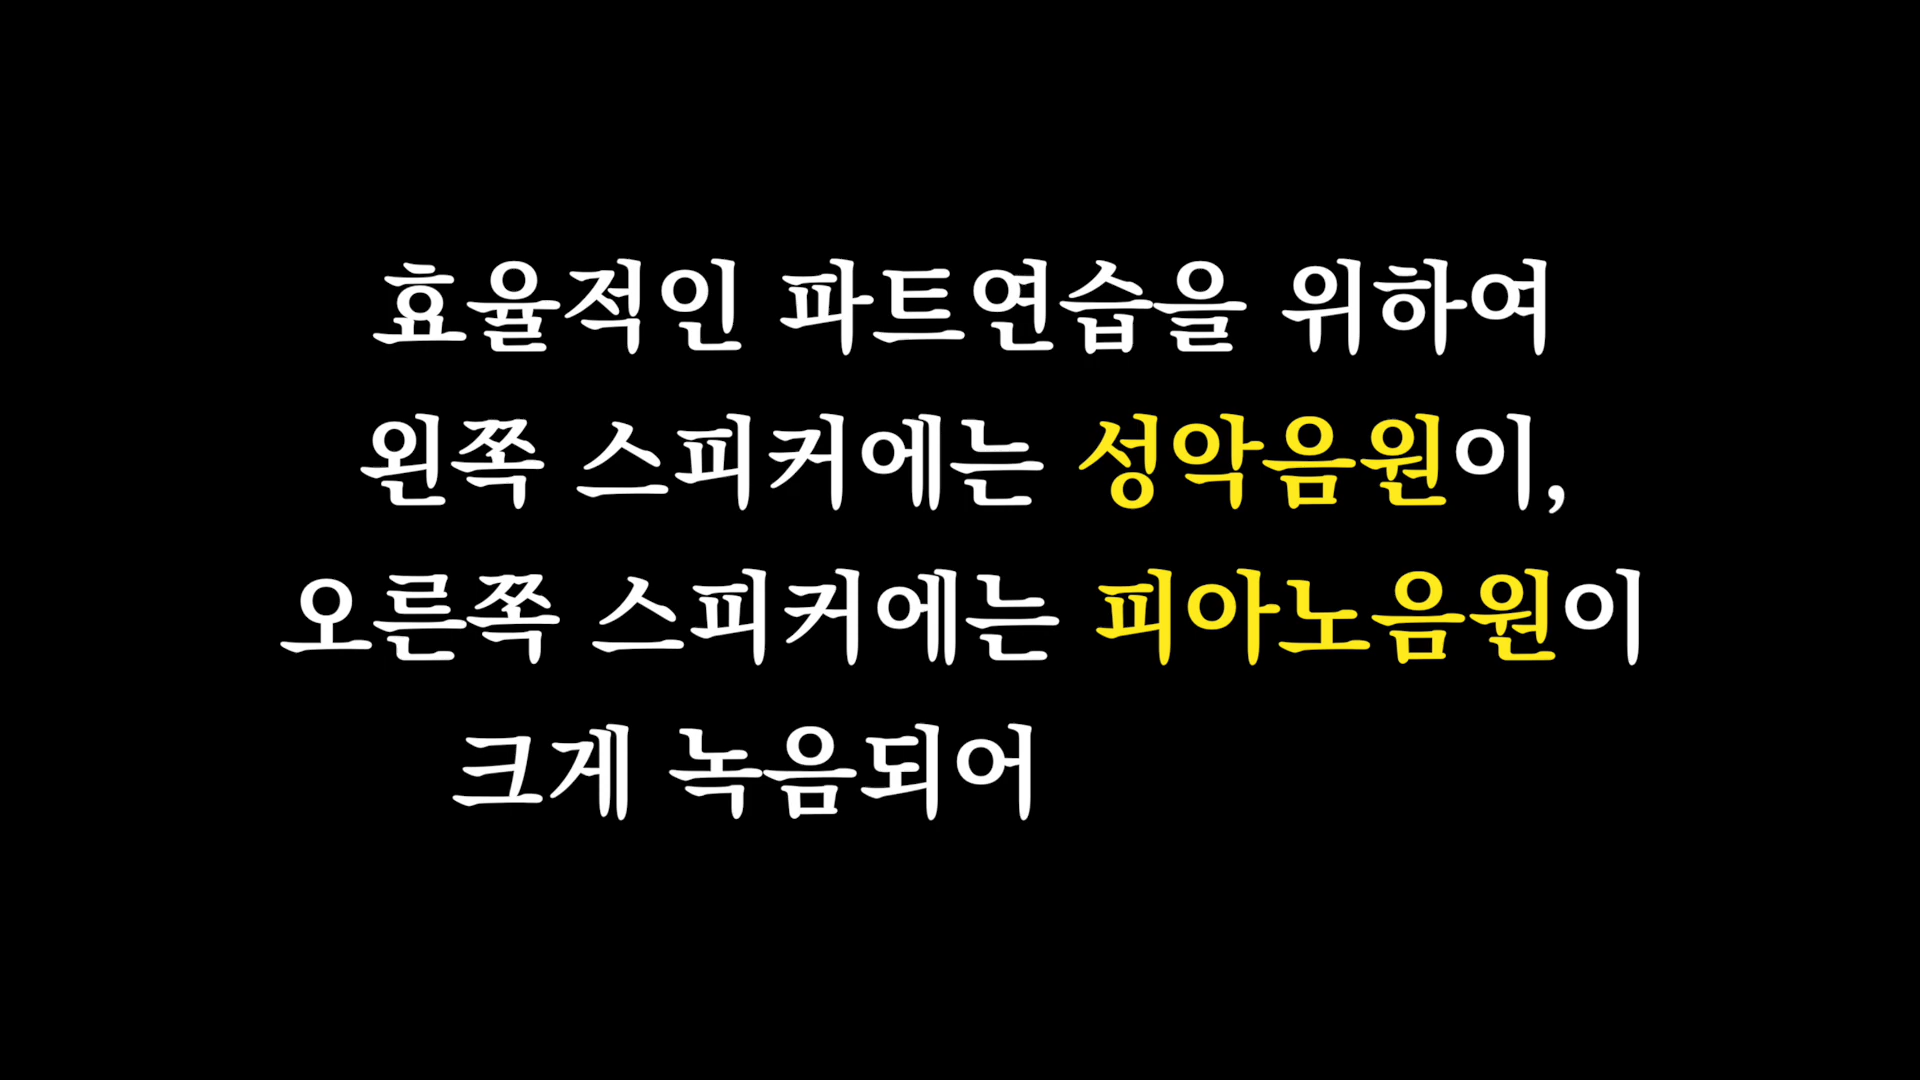 효율적인 파트연습을 위하여
왼쪽 스피커에는 성악음원이,
오른쪽 스피커에는 피아노음원이
크게 녹음되어